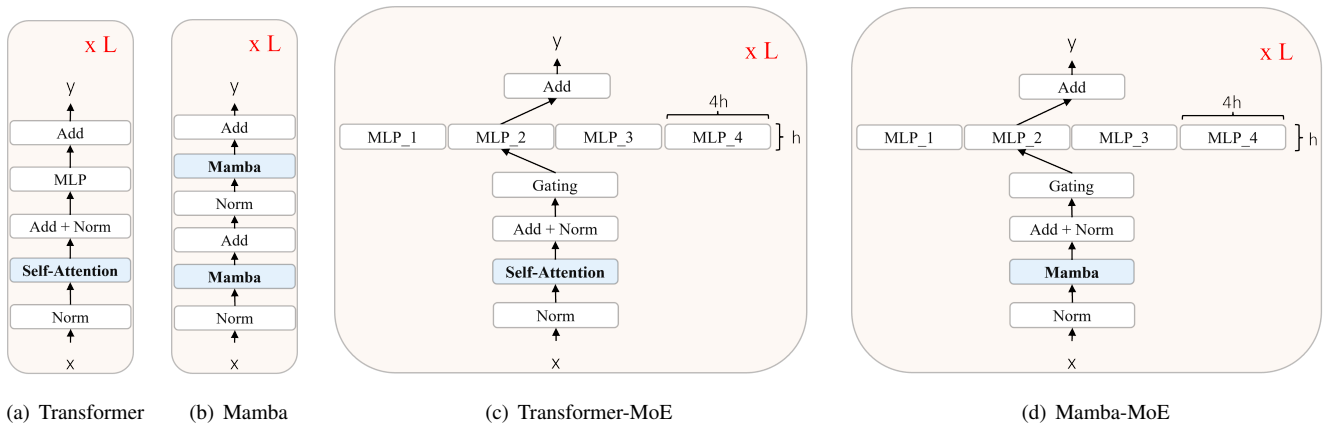 x L
y
Add
MLP
Add + Norm
Self-Attention
Norm
x
(a) Transformer
x L
y
Add
Mamba
Norm
Add
Mamba
Norm
x
(b) Mamba
x L
y
Add
4h
MLP_1 MLP_2 MLP_3 MLP_4 h
Gating
Add + Norm
Self-Attention
Norm
x
(c) Transformer-MoE
x L
y
Add
4h
MLP_1 MLP_2 MLP_3 MLP_4 h
Gating
Add + Norm
Mamba
Norm
x
(d) Mamba-MoE